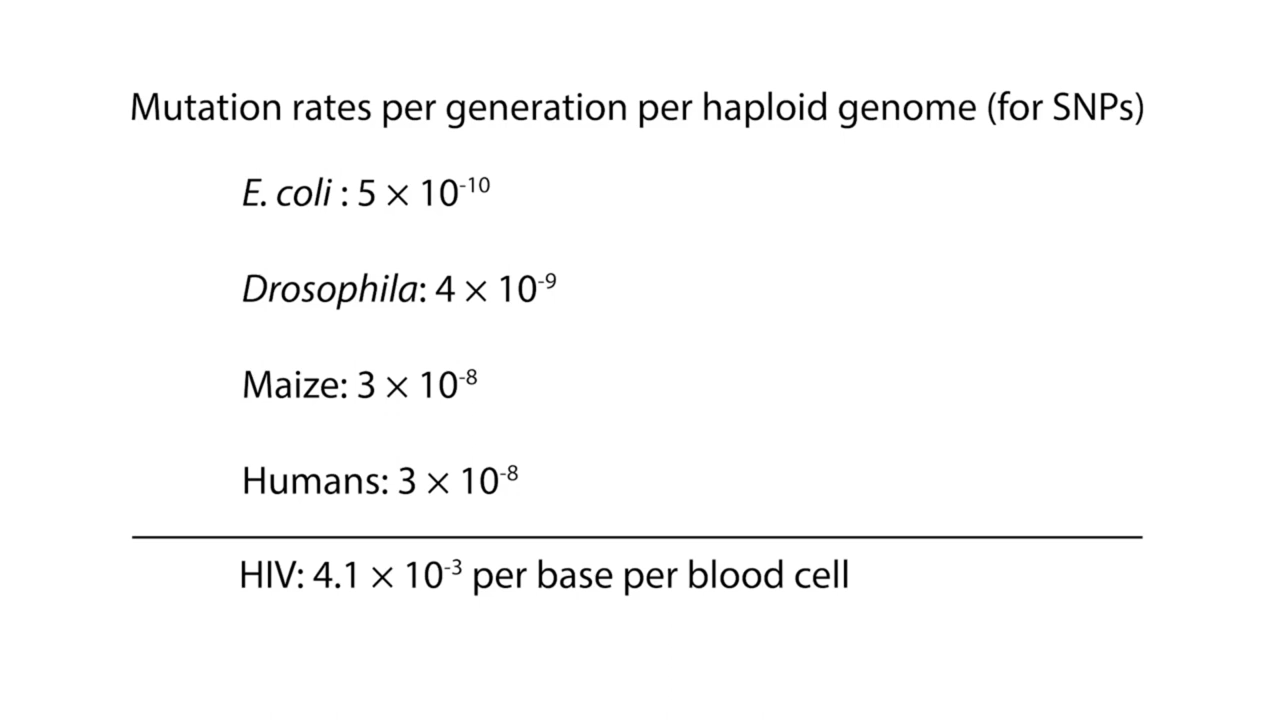 Mutation rates per generation per haploid genome (for SNPs)
E. coli : 5 × 10⁻¹⁰
Drosophila: 4 × 10⁻⁹
Maize: 3 × 10⁻⁸
Humans: 3 × 10⁻⁸
HIV: 4.1 × 10⁻³ per base per blood cell